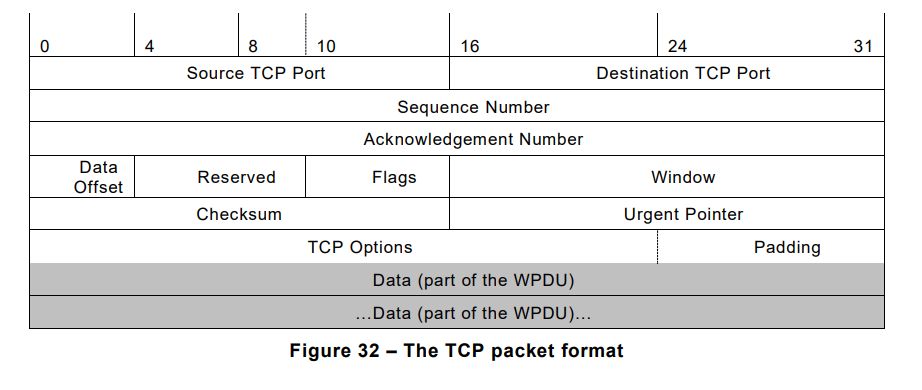 0 4 8 10 16 24 31
Source TCP Port Destination TCP Port
Sequence Number
Acknowledgement Number
Data Offset Reserved Flags Window
Checksum Urgent Pointer
TCP Options Padding
Data (part of the WPDU)
…Data (part of the WPDU)…
Figure 32 – The TCP packet format